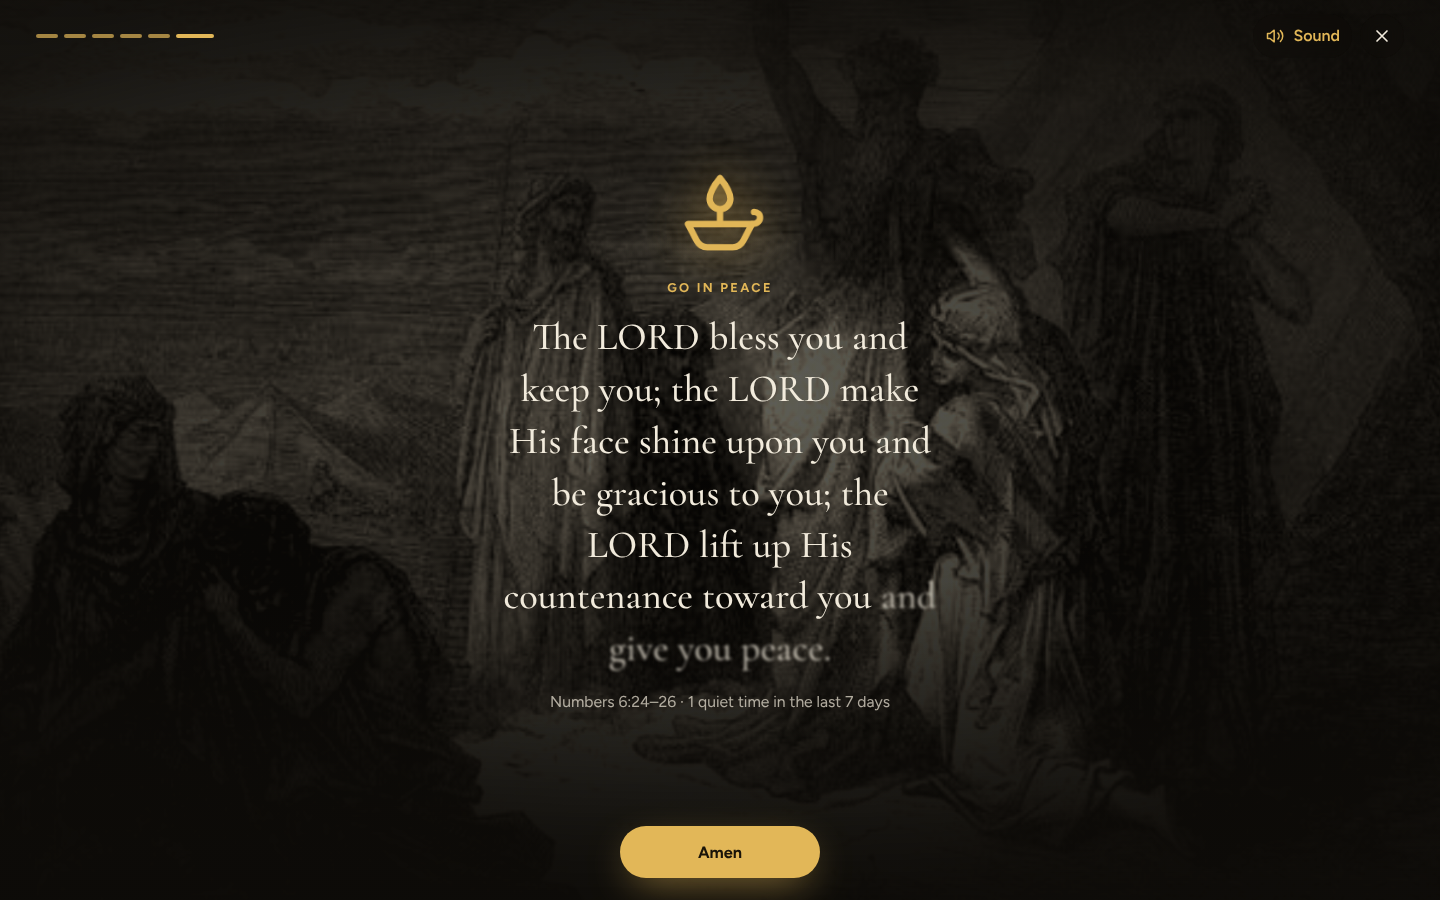 Sound
GO IN PEACE
The LORD bless you and
keep you; the LORD make
His face shine upon you and
be gracious to you; the
LORD lift up His
countenance toward you and
give you peace.
Numbers 6:24–26 · 1 quiet time in the last 7 days
Amen